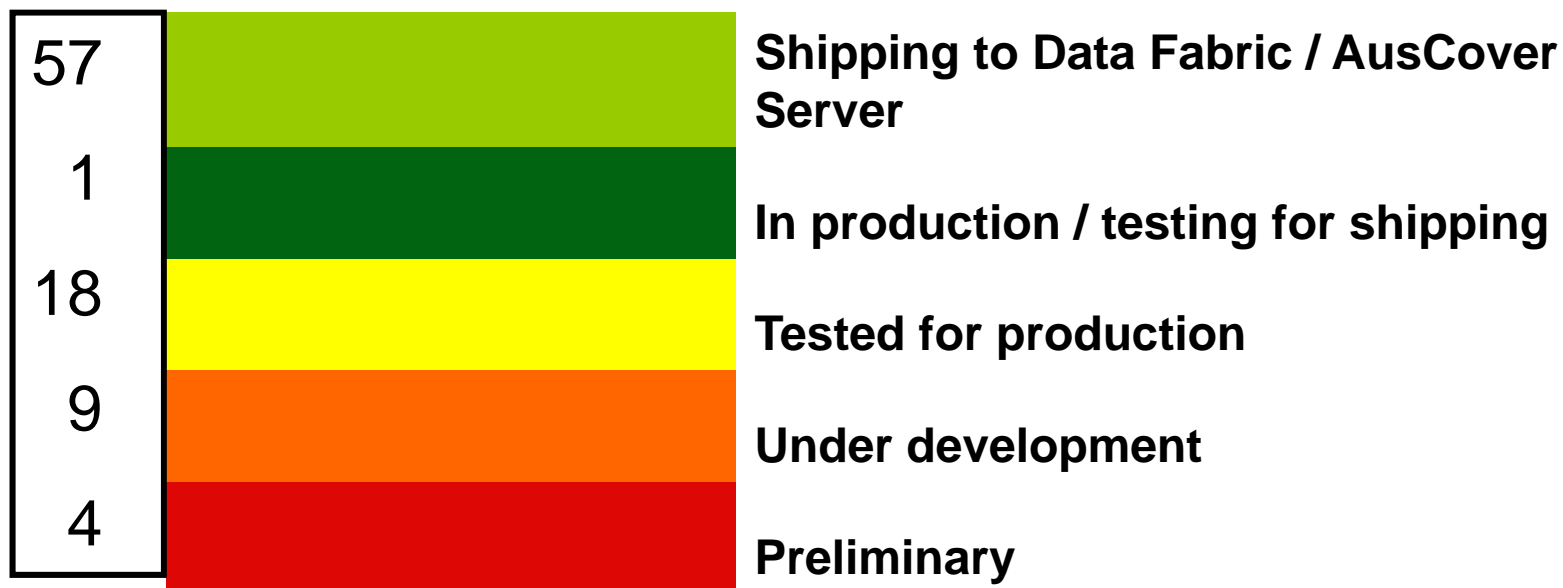 57
Shipping to Data Fabric / AusCover
Server
1
In production / testing for shipping
18
Tested for production
9
Under development
4
Preliminary